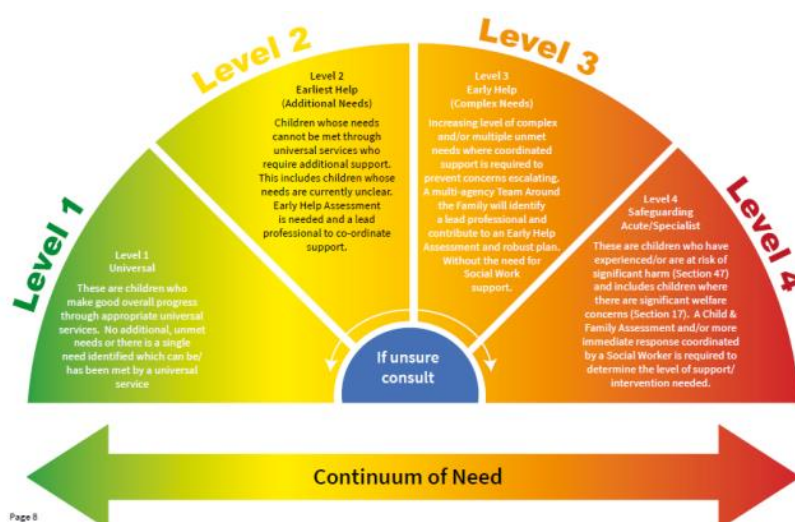 Level 1
Level 2
Level 3
Level 4
Level 1
Universal
These are children who
make good overall progress
through appropriate universal
services. No additional, unmet
needs or there is a single
need identified which can be/
has been met by a universal
service
Level 2
Earliest Help
(Additional Needs)
Children whose needs
cannot be met through
universal services who
require additional support.
This includes children whose
needs are currently unclear.
Early Help Assessment
is needed and a lead
professional to co-ordinate
support.
Level 3
Early Help
(Complex Needs)
Increasing level of complex
and/or multiple unmet
needs where coordinated
support is required to
prevent concerns escalating.
A multi-agency Team Around
the Family will identify
a lead professional and
contribute to an Early Help
Assessment and robust plan.
Without the need for
Social Work
support.
Level 4
Safeguarding
Acute/Specialist
These are children who have
experienced/or are at risk of
significant harm (Section 47)
and includes children where
there are significant welfare
concerns (Section 17). A Child &
Family Assessment and/or more
immediate response coordinated
by a Social Worker is required to
determine the level of support/
intervention needed.
If unsure
consult
Continuum of Need
Page 8